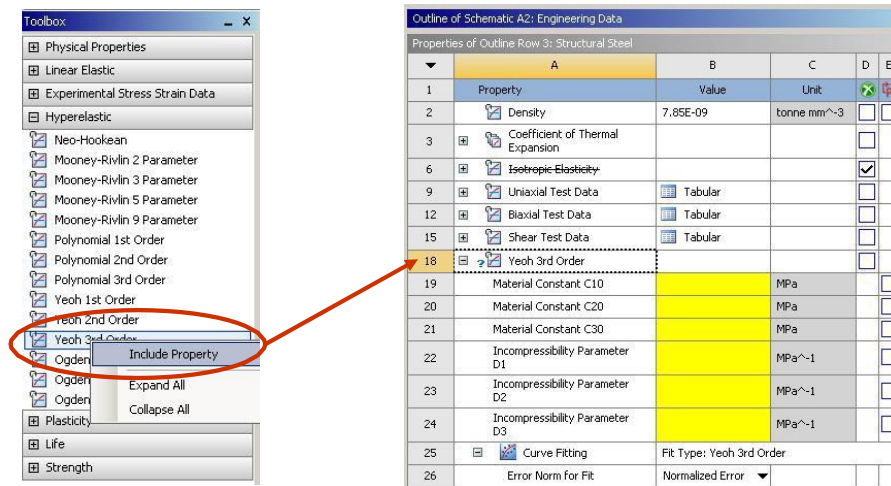 Toolbox
Physical Properties
Linear Elastic
Experimental Stress Strain Data
Hyperelastic
Neo-Hookean
Mooney-Rivlin 2 Parameter
Mooney-Rivlin 3 Parameter
Mooney-Rivlin 5 Parameter
Mooney-Rivlin 9 Parameter
Polynomial 1st Order
Polynomial 2nd Order
Polynomial 3rd Order
Yeoh 1st Order
Yeoh 2nd Order
Yeoh 3rd Order
Include Property
Ogden
Ogden
Expand All
Ogden
Collapse All
Plasticity
Life
Strength
Outline of Schematic A2: Engineering Data
Properties of Outline Row 3: Structural Steel
A B C D E
1 Property Value Unit
2 Density 7.85E-09 tonne mm^-3
3 Coefficient of Thermal
Expansion
6 Isotropic Elasticity
9 Uniaxial Test Data Tabular
12 Biaxial Test Data Tabular
15 Shear Test Data Tabular
18 ? Yeoh 3rd Order
19 Material Constant C10 MPa
20 Material Constant C20 MPa
21 Material Constant C30 MPa
22 Incompressibility Parameter
D1 MPa^-1
23 Incompressibility Parameter
D2 MPa^-1
24 Incompressibility Parameter
D3 MPa^-1
25 Curve Fitting Fit Type: Yeoh 3rd Order
26 Error Norm for Fit Normalized Error